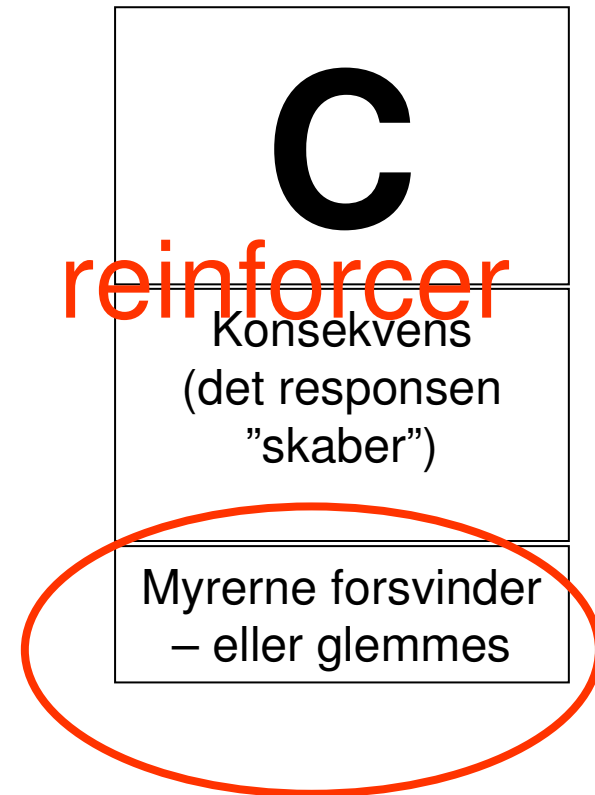 C
reinforcer
Konsekvens
(det responsen
”skaber”)
Myrerne forsvinder
– eller glemmes